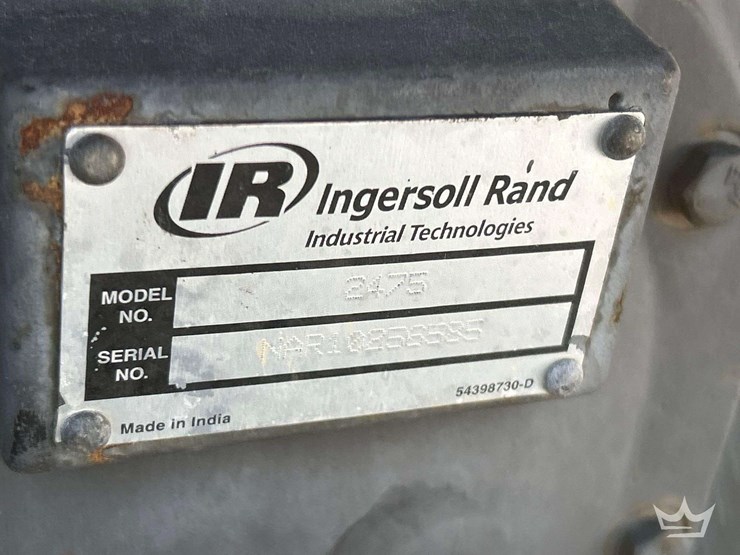 IR Ingersoll Rand
Industrial Technologies
MODEL NO. 2475
SERIAL NO.
54398730-D
Made in India